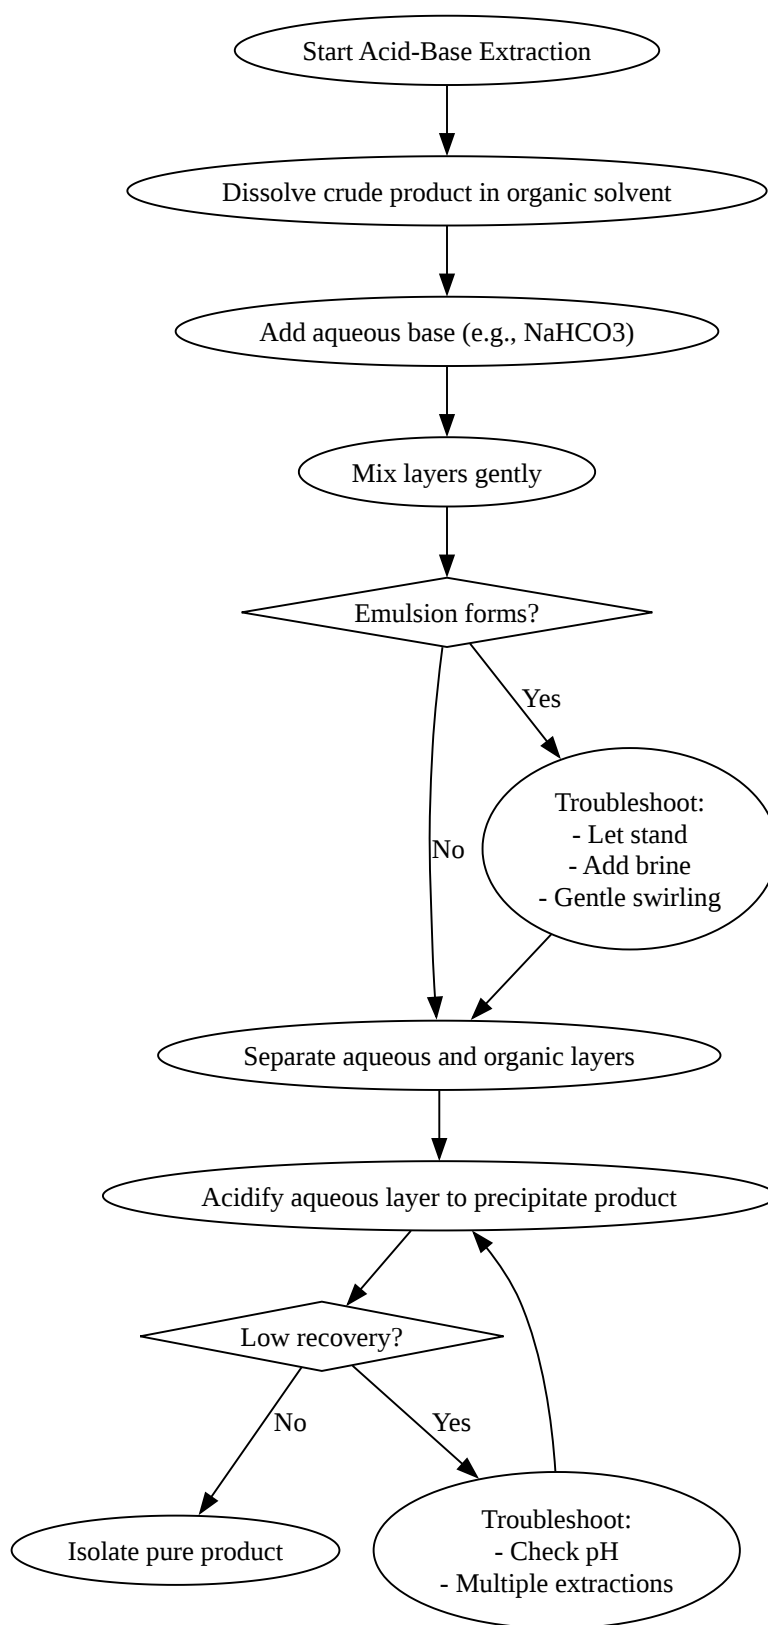 Start Acid-Base Extraction
Dissolve crude product in organic solvent
Add aqueous base (e.g., NaHCO3)
Mix layers gently
Emulsion forms?
Yes
Troubleshoot:
- Let stand
- Add brine
- Gentle swirling
No
Separate aqueous and organic layers
Acidify aqueous layer to precipitate product
Low recovery?
No
Yes
Isolate pure product
Troubleshoot:
- Check pH
- Multiple extractions